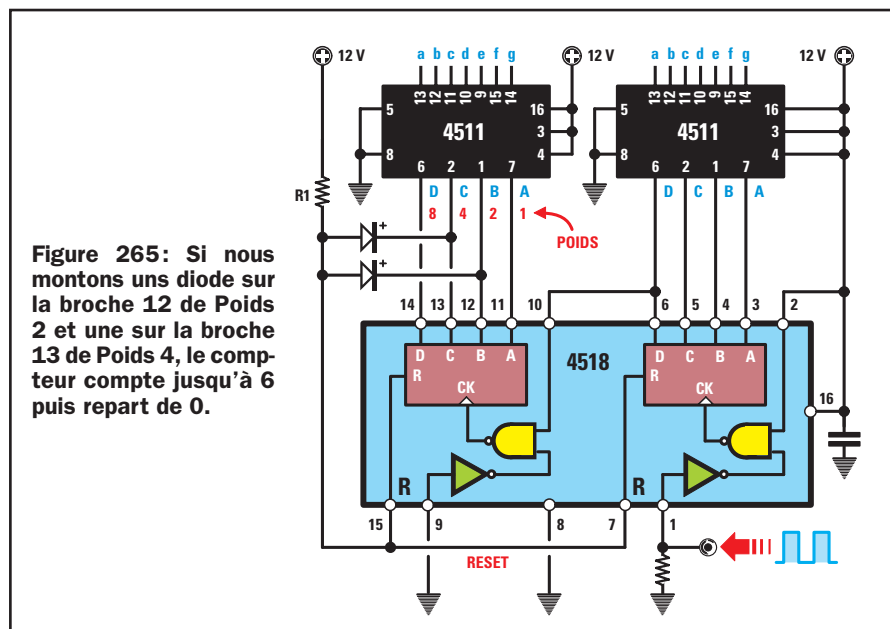 12 V
a b c d e f g
12 V
a b c d e f g
12 V
13 12 11 10 9 15 14
13 12 11 10 9 15 14
5
16
5
16
4511
3
4511
3
8
4
8
4
6 2 1 7
6 2 1 7
R1
D C B A
D C B A
8 4 2 1
POIDS
Figure 265: Si nous
montons uns diode sur
la broche 12 de Poids
2 et une sur la broche
13 de Poids 4, le comp-
teur compte jusqu'à 6
puis repart de 0.
+
+
14 13 12 11 10 6 5 4 3 2
D C B A
4518
D C B A
R
R
CK
CK
16
R
R
15 9 8 7 1
RESET